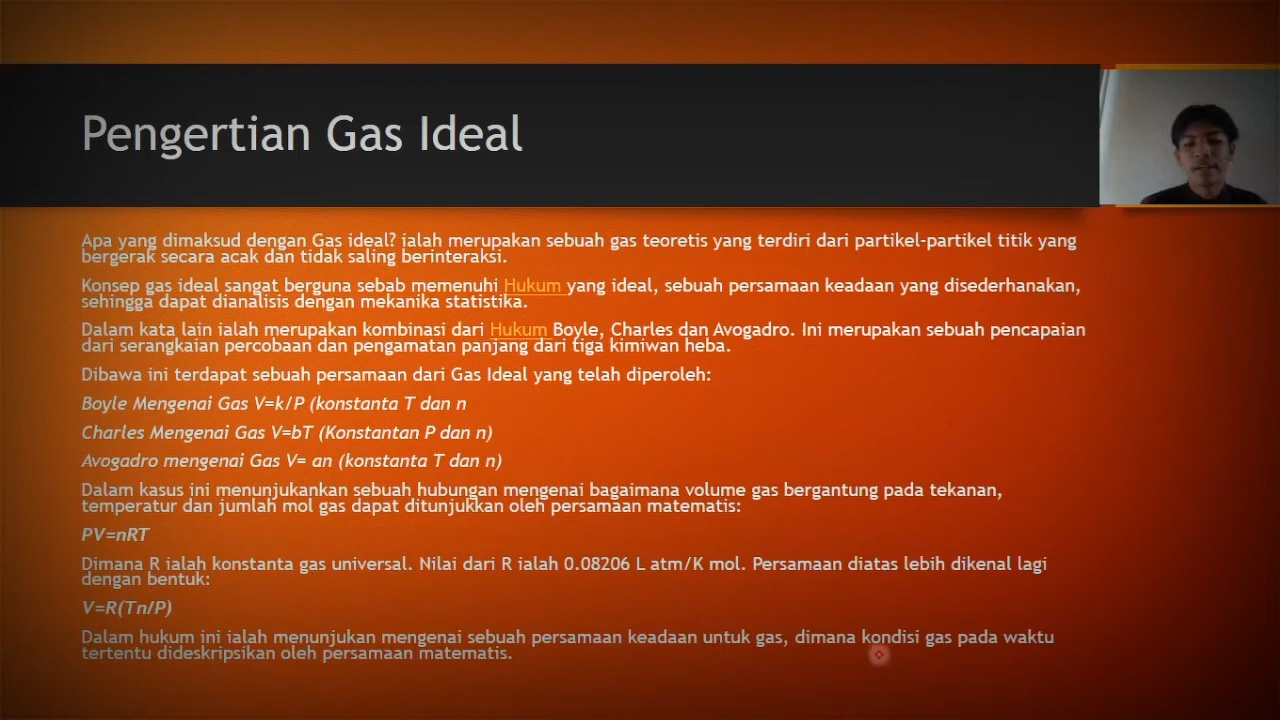 Pengertian Gas Ideal
Apa yang dimaksud dengan Gas ideal? ialah merupakan sebuah gas teoretis yang terdiri dari partikel-partikel titik yang
bergerak secara acak dan tidak saling berinteraksi.
Konsep gas ideal sangat berguna sebab memenuhi Hukum yang ideal, sebuah persamaan keadaan yang disederhanakan,
sehingga dapat dianalisis dengan mekanika statistika.
Dalam kata lain ialah merupakan kombinasi dari Hukum Boyle, Charles dan Avogadro. Ini merupakan sebuah pencapaian
dari serangkaian percobaan dan pengamatan panjang dari tiga kimiwan heba.
Dibawa ini terdapat sebuah persamaan dari Gas Ideal yang telah diperoleh:
Boyle Mengenai Gas V=k/P (konstanta T dan n
Charles Mengenai Gas V=bT (Konstantan P dan n)
Avogadro mengenai Gas V= an (konstanta T dan n)
Dalam kasus ini menunjukankan sebuah hubungan mengenai bagaimana volume gas bergantung pada tekanan,
temperatur dan jumlah mol gas dapat ditunjukkan oleh persamaan matematis:
PV=nRT
Dimana R ialah konstanta gas universal. Nilai dari R ialah 0.08206 L atm/K mol. Persamaan diatas lebih dikenal lagi
dengan bentuk:
V=R(Tn/P)
Dalam hukum ini ialah menunjukan mengenai sebuah persamaan keadaan untuk gas, dimana kondisi gas pada waktu
tertentu dideskripsikan oleh persamaan matematis.